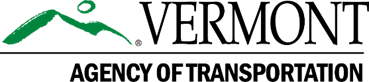 VERMONT
®
AGENCY OF TRANSPORTATION